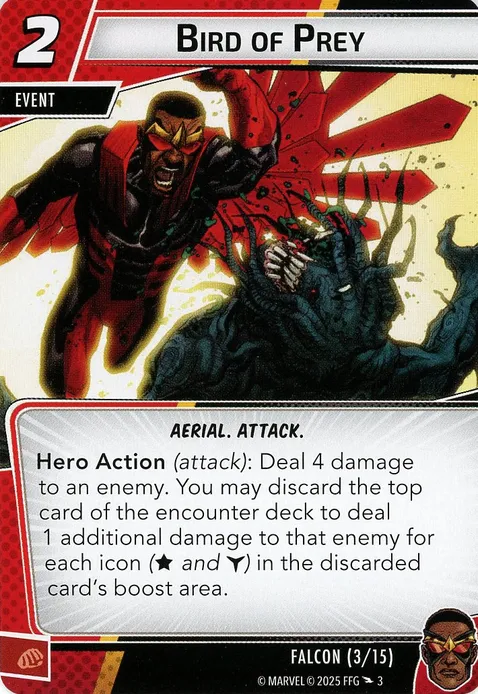 2
BIRD OF PREY
EVENT
AERIAL. ATTACK.
Hero Action (attack): Deal 4 damage
to an enemy. You may discard the top
card of the encounter deck to deal
1 additional damage to that enemy for
each icon (★ and ) in the discarded
card's boost area.
FALCON (3/15)
© MARVEL © 2025 FFG 3